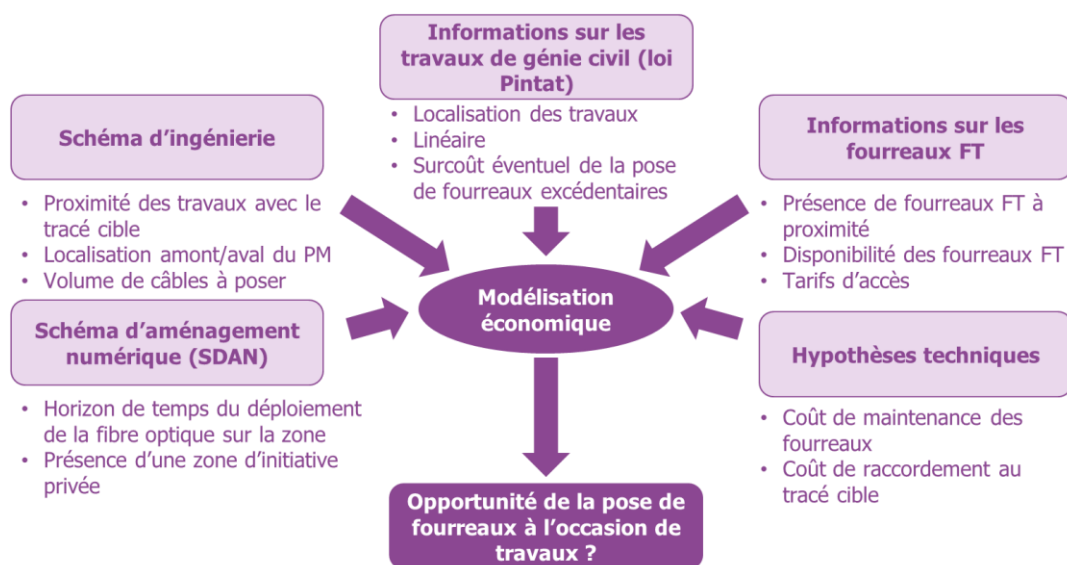 Informations sur les
travaux de génie civil (loi
Pintat)
• Localisation des travaux
• Linéaire
• Surcoût éventuel de la pose
de fourreaux excédentaires
Schéma d'ingénierie
• Proximité des travaux avec le
tracé cible
• Localisation amont/aval du PM
• Volume de câbles à poser
Informations sur les
fourreaux FT
• Présence de fourreaux FT à
proximité
• Disponibilité des fourreaux FT
• Tarifs d'accès
Modélisation
économique
Schéma d'aménagement
numérique (SDAN)
• Horizon de temps du déploiement
de la fibre optique sur la zone
• Présence d'une zone d'initiative
privée
Hypothèses techniques
• Coût de maintenance des
fourreaux
• Coût de raccordement au
tracé cible
Opportunité de la pose de
fourreaux à l'occasion de
travaux ?